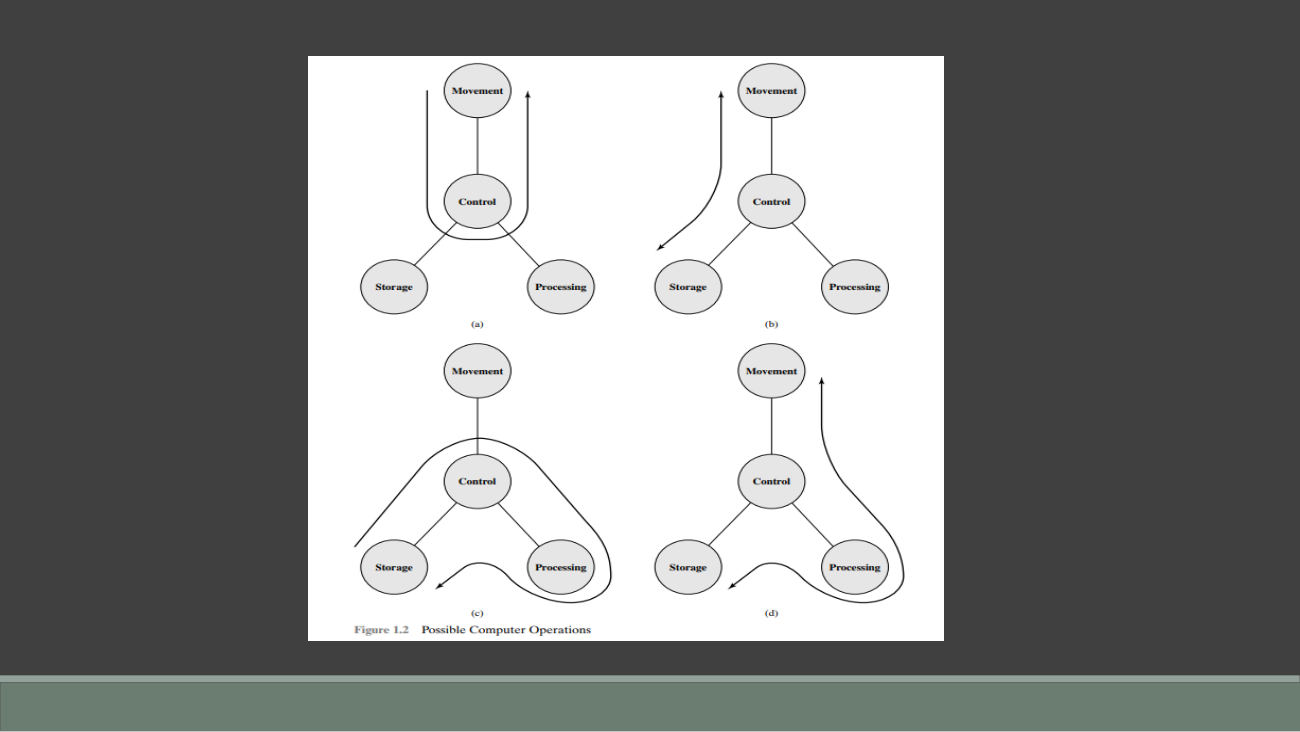 Movement
Movement
Control
Control
Storage
Processing
Storage
Processing
(a)
(b)
Movement
Movement
Control
Control
Storage
Processing
Storage
Processing
(c)
(d)
Figure 1.2 Possible Computer Operations